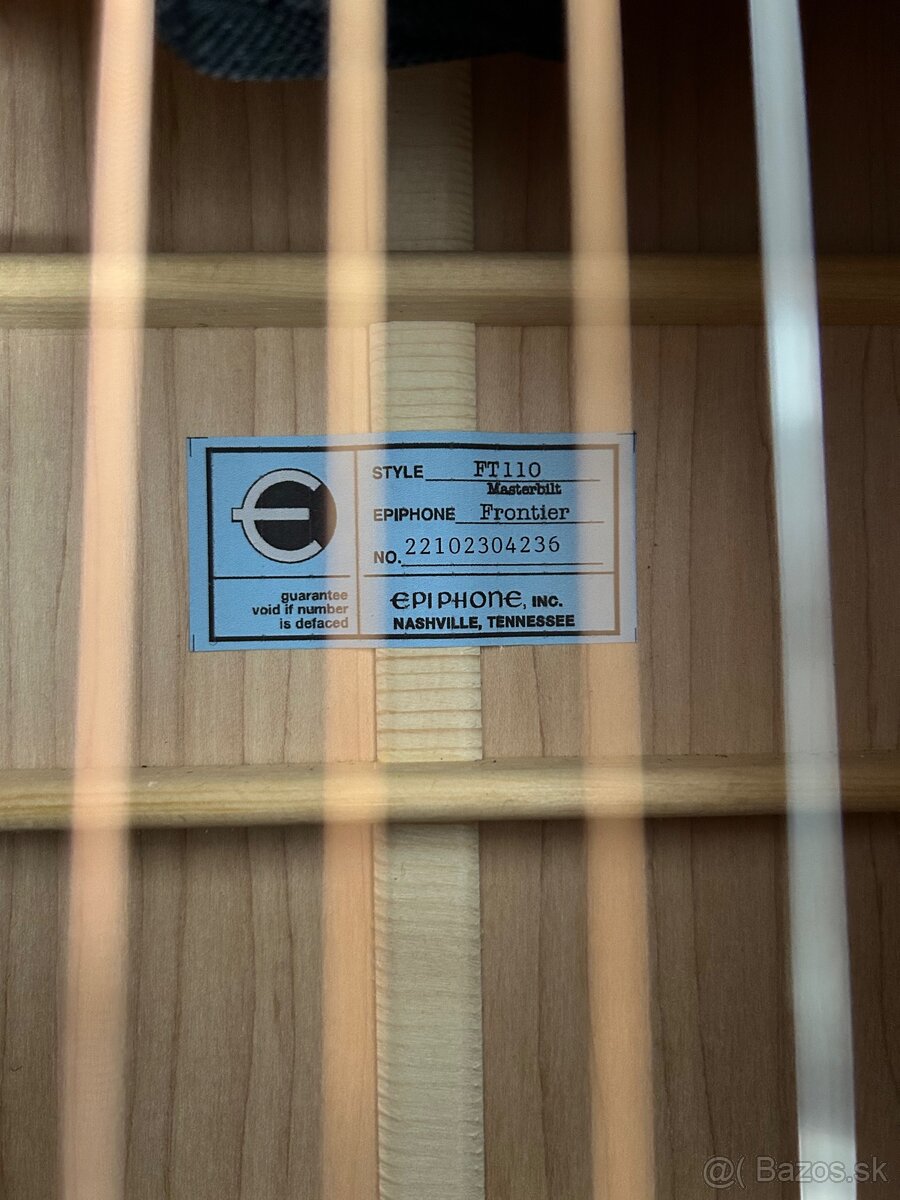 STYLE FT110
Masterbilt
EPIPHONE Frontier
NO. 22102304236
guarantee
void if number
is defaced
EPIPHONE, INC.
NASHVILLE, TENNESSEE
@( Bazos.sk